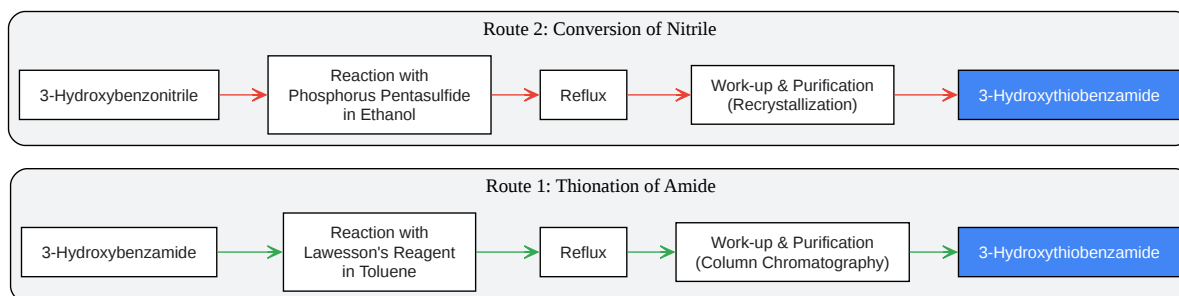 Route 2: Conversion of Nitrile
3-Hydroxybenzonitrile
Reaction with
Phosphorus Pentasulfide
in Ethanol
Reflux
Work-up & Purification
(Recrystallization)
3-Hydroxythiobenzamide
Route 1: Thionation of Amide
3-Hydroxybenzamide
Reaction with
Lawesson's Reagent
in Toluene
Reflux
Work-up & Purification
(Column Chromatography)
3-Hydroxythiobenzamide